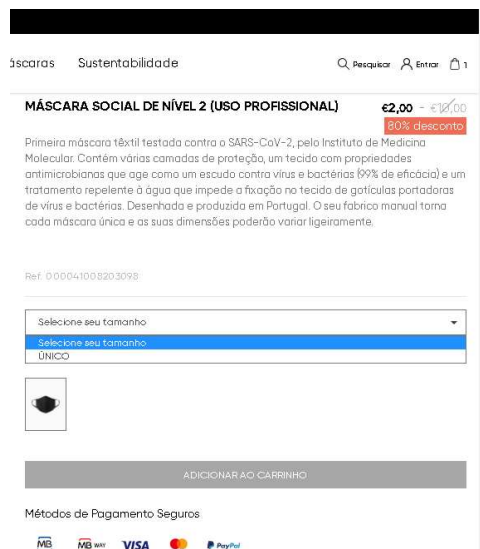 áscaras Sustentabilidade Pesquisar Entrar 1
MÁSCARA SOCIAL DE NÍVEL 2 (USO PROFISSIONAL) €2,00 - €10,00
80% desconto
Primeira máscara têxtil testada contra o SARS-CoV-2, pelo Instituto de Medicina
Molecular. Contém várias camadas de proteção, um tecido com propriedades
antimicrobianas que age como um escudo contra vírus e bactérias (99% de eficácia) e um
tratamento repelente à água que impede a fixação no tecido de gotículas portadoras
de vírus e bactérias. Desenhada e produzida em Portugal. O seu fabrico manual torna
cada máscara única e as suas dimensões poderão variar ligeiramente.
Ref: 000041008203098
Selecione seu tamanho
Selecione seu tamanho
ÚNICO
ADICIONAR AO CARRINHO
Métodos de Pagamento Seguros
MB MB WAY VISA PayPal